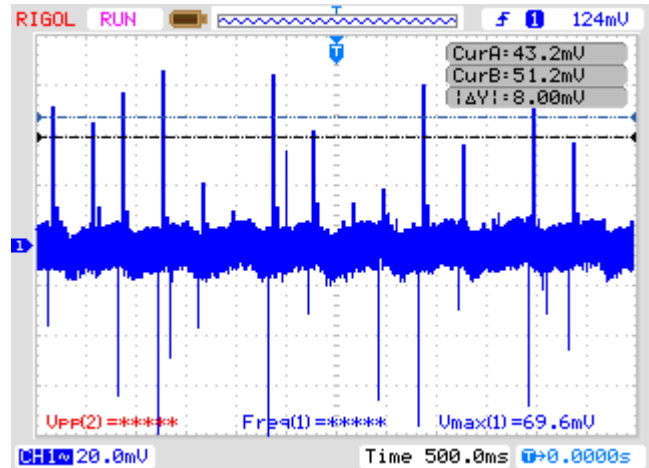 RIGOL RUN T f 1 124mV
T
CurA=43.2mV
CurB=51.2mV
|ΔY|=8.00mV
1
Vpp(2)=***** Freq(1)=***** Vmax(1)=69.6mV
CH1~ 20.0mV Time 500.0ms T→0.0000s